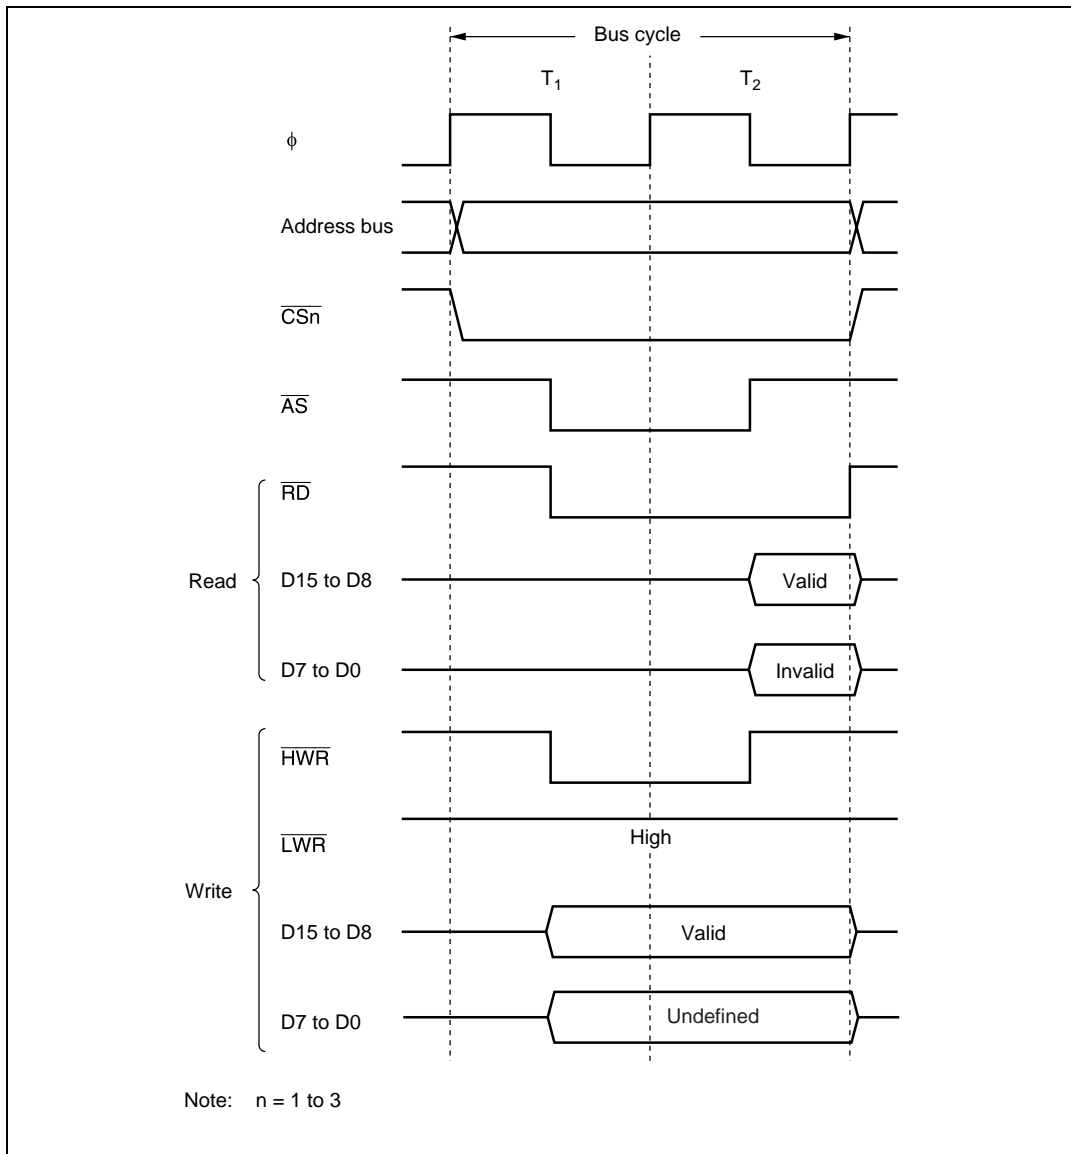 Bus cycle
T1 T2
ϕ
Address bus
CSn
AS
RD
Read D15 to D8 Valid
D7 to D0 Invalid
HWR
High
LWR
Write
D15 to D8 Valid
D7 to D0 Undefined
Note: n = 1 to 3